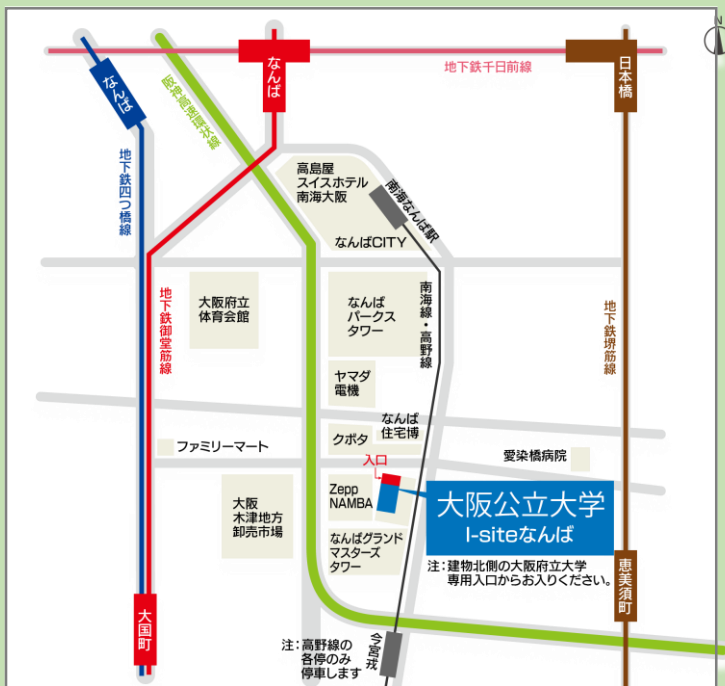 N
なんば
なんば
地下鉄千日前線
日本橋
阪神高速環状線
地下鉄四つ橋線
高島屋
スイスホテル
南海大阪
南海なんば駅
なんばCITY
地下鉄御堂筋線
大阪府立
体育会館
なんば
パークス
タワー
南海線・高野線
地下鉄堺筋線
ヤマダ
電機
なんば
住宅博
クボタ
ファミリーマート
入口
愛染橋病院
大阪
木津地方
卸売市場
Zepp
NAMBA
大阪公立大学
I-siteなんば
なんばグランド
マスターズ
タワー
注：建物北側の大阪府立大学
専用入口からお入りください。
恵美須町
大国町
注：高野線の
各停のみ
停車します
今宮戎